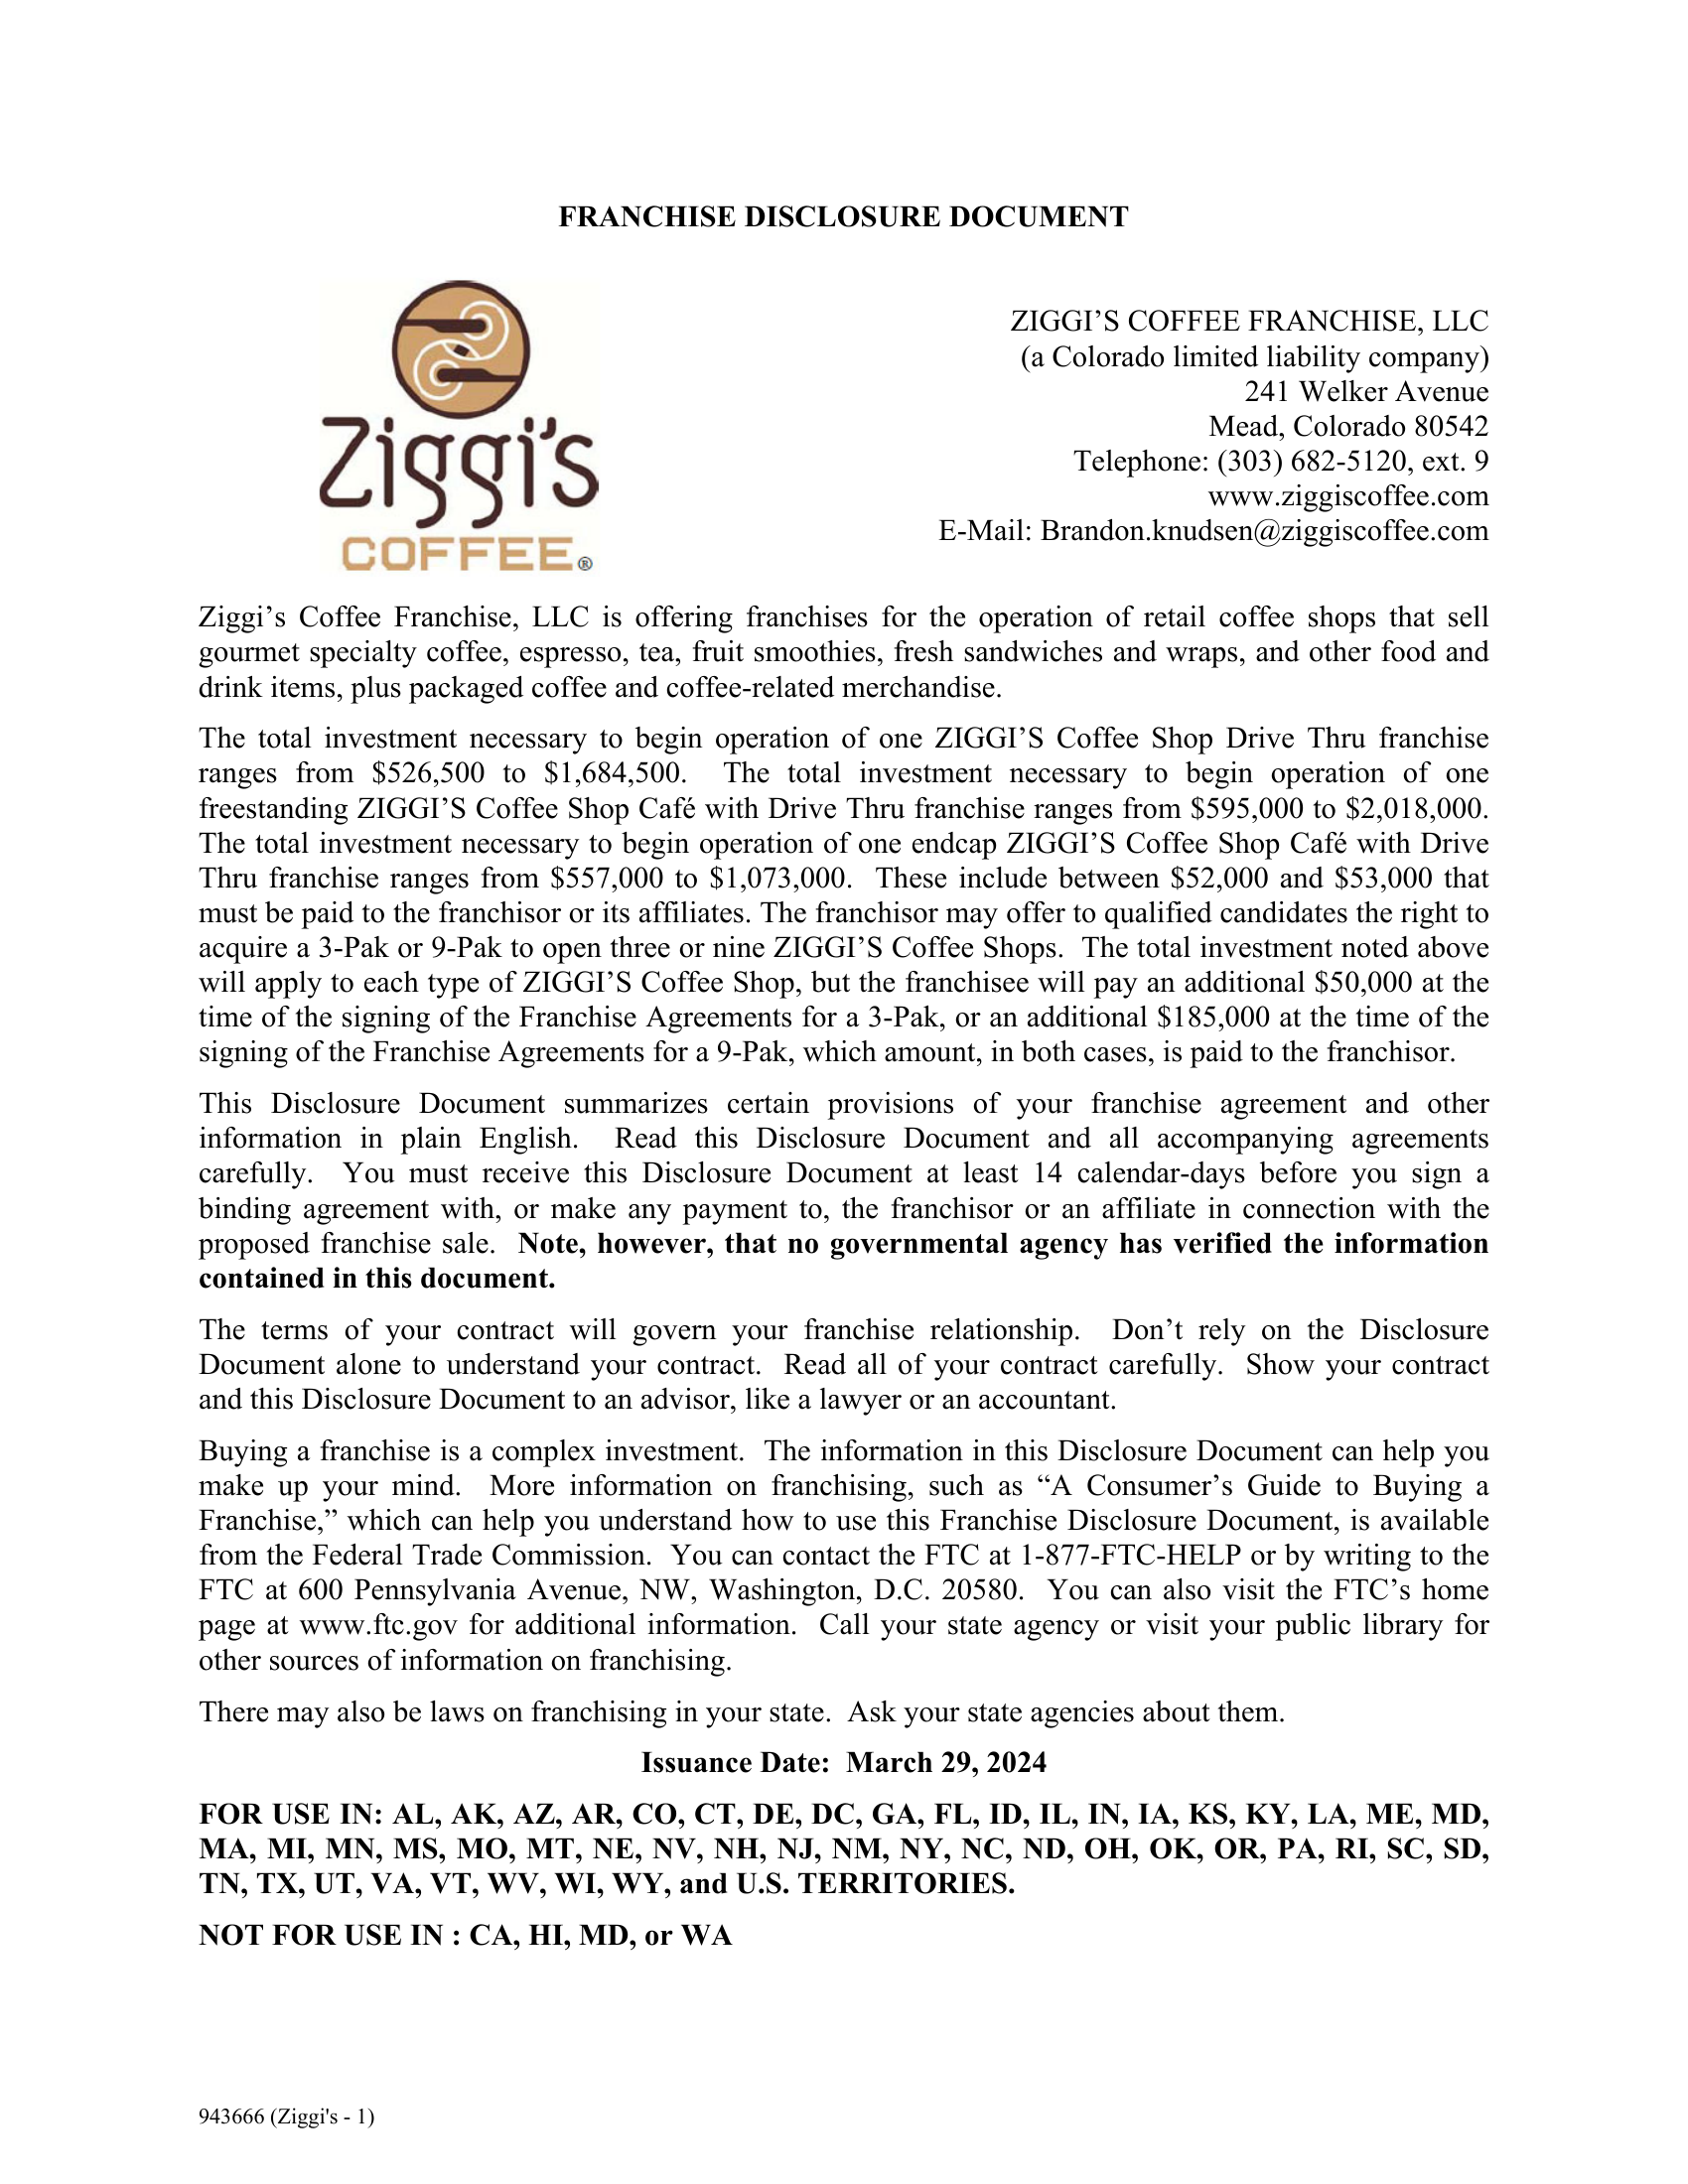 FRANCHISE DISCLOSURE DOCUMENT
Ziggi's
COFFEE®
ZIGGI’S COFFEE FRANCHISE, LLC
(a Colorado limited liability company)
241 Welker Avenue
Mead, Colorado 80542
Telephone: (303) 682-5120, ext. 9
www.ziggiscoffee.com
E-Mail: Brandon.knudsen@ziggiscoffee.com
Ziggi’s Coffee Franchise, LLC is offering franchises for the operation of retail coffee shops that sell
gourmet specialty coffee, espresso, tea, fruit smoothies, fresh sandwiches and wraps, and other food and
drink items, plus packaged coffee and coffee-related merchandise.
The total investment necessary to begin operation of one ZIGGI’S Coffee Shop Drive Thru franchise
ranges from $526,500 to $1,684,500. The total investment necessary to begin operation of one
freestanding ZIGGI’S Coffee Shop Café with Drive Thru franchise ranges from $595,000 to $2,018,000.
The total investment necessary to begin operation of one endcap ZIGGI’S Coffee Shop Café with Drive
Thru franchise ranges from $557,000 to $1,073,000. These include between $52,000 and $53,000 that
must be paid to the franchisor or its affiliates. The franchisor may offer to qualified candidates the right to
acquire a 3-Pak or 9-Pak to open three or nine ZIGGI’S Coffee Shops. The total investment noted above
will apply to each type of ZIGGI’S Coffee Shop, but the franchisee will pay an additional $50,000 at the
time of the signing of the Franchise Agreements for a 3-Pak, or an additional $185,000 at the time of the
signing of the Franchise Agreements for a 9-Pak, which amount, in both cases, is paid to the franchisor.
This Disclosure Document summarizes certain provisions of your franchise agreement and other
information in plain English. Read this Disclosure Document and all accompanying agreements
carefully. You must receive this Disclosure Document at least 14 calendar-days before you sign a
binding agreement with, or make any payment to, the franchisor or an affiliate in connection with the
proposed franchise sale. Note, however, that no governmental agency has verified the information
contained in this document.
The terms of your contract will govern your franchise relationship. Don’t rely on the Disclosure
Document alone to understand your contract. Read all of your contract carefully. Show your contract
and this Disclosure Document to an advisor, like a lawyer or an accountant.
Buying a franchise is a complex investment. The information in this Disclosure Document can help you
make up your mind. More information on franchising, such as “A Consumer’s Guide to Buying a
Franchise,” which can help you understand how to use this Franchise Disclosure Document, is available
from the Federal Trade Commission. You can contact the FTC at 1-877-FTC-HELP or by writing to the
FTC at 600 Pennsylvania Avenue, NW, Washington, D.C. 20580. You can also visit the FTC’s home
page at www.ftc.gov for additional information. Call your state agency or visit your public library for
other sources of information on franchising.
There may also be laws on franchising in your state. Ask your state agencies about them.
Issuance Date: March 29, 2024
FOR USE IN: AL, AK, AZ, AR, CO, CT, DE, DC, GA, FL, ID, IL, IN, IA, KS, KY, LA, ME, MD,
MA, MI, MN, MS, MO, MT, NE, NV, NH, NJ, NM, NY, NC, ND, OH, OK, OR, PA, RI, SC, SD,
TN, TX, UT, VA, VT, WV, WI, WY, and U.S. TERRITORIES.
NOT FOR USE IN : CA, HI, MD, or WA
943666 (Ziggi's - 1)